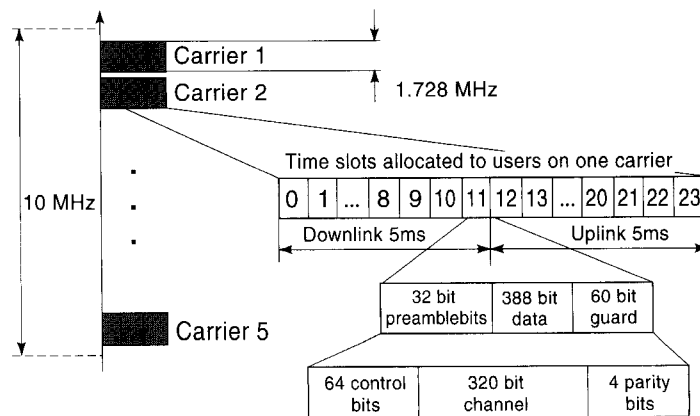 Carrier 1
Carrier 2
1.728 MHz
Time slots allocated to users on one carrier
0 1 ... 8 9 10 11 12 13 ... 20 21 22 23
10 MHz
Downlink 5ms
Uplink 5ms
32 bit
preamblebits
388 bit
data
60 bit
guard
Carrier 5
64 control
bits
320 bit
channel
4 parity
bits